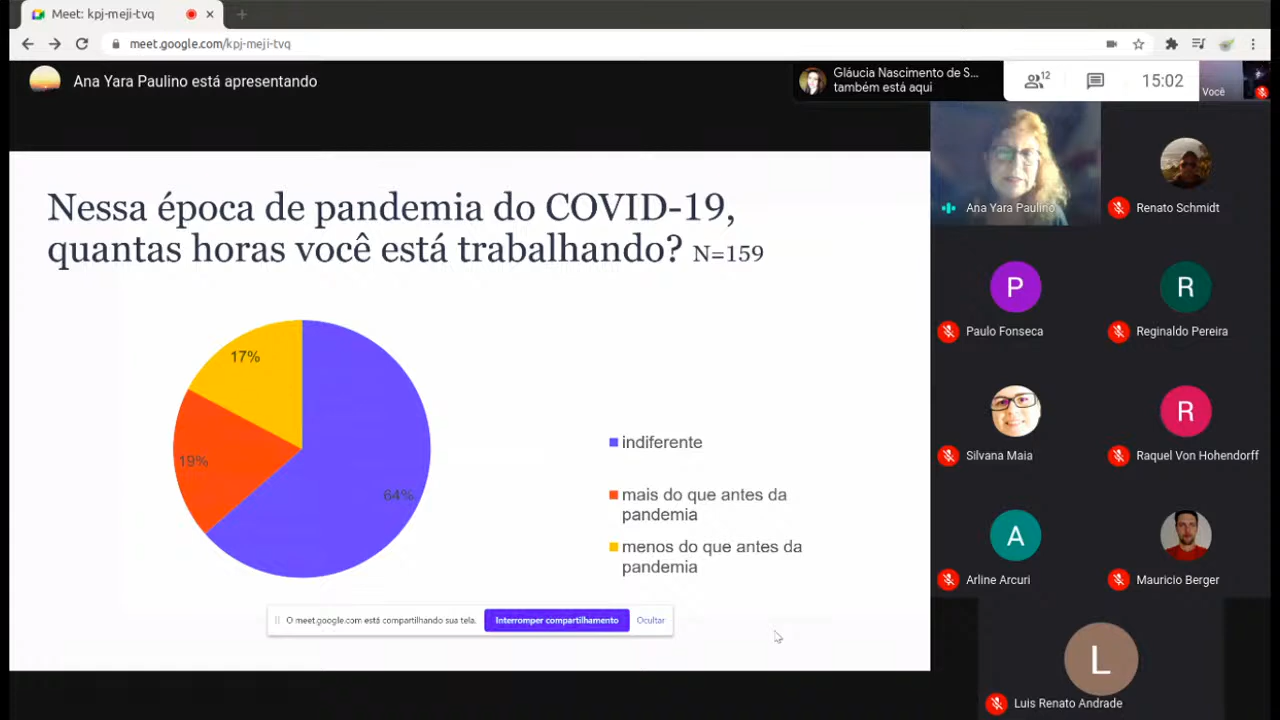 Meet: kpj-meji-tvq
meet.google.com/kpj-meji-tvq
Ana Yara Paulino está apresentando
Gláucia Nascimento de S...
também está aqui
12
15:02
Você
Nessa época de pandemia do COVID-19,
quantas horas você está trabalhando? N=159
17%
19%
64%
indiferente
mais do que antes da
pandemia
menos do que antes da
pandemia
O meet.google.com está compartilhando sua tela.
Interromper compartilhamento
Ocultar
Ana Yara Paulino
Renato Schmidt
P
R
Paulo Fonseca
Reginaldo Pereira
R
Silvana Maia
Raquel Von Hohendorff
A
Arline Arcuri
Mauricio Berger
L
Luis Renato Andrade